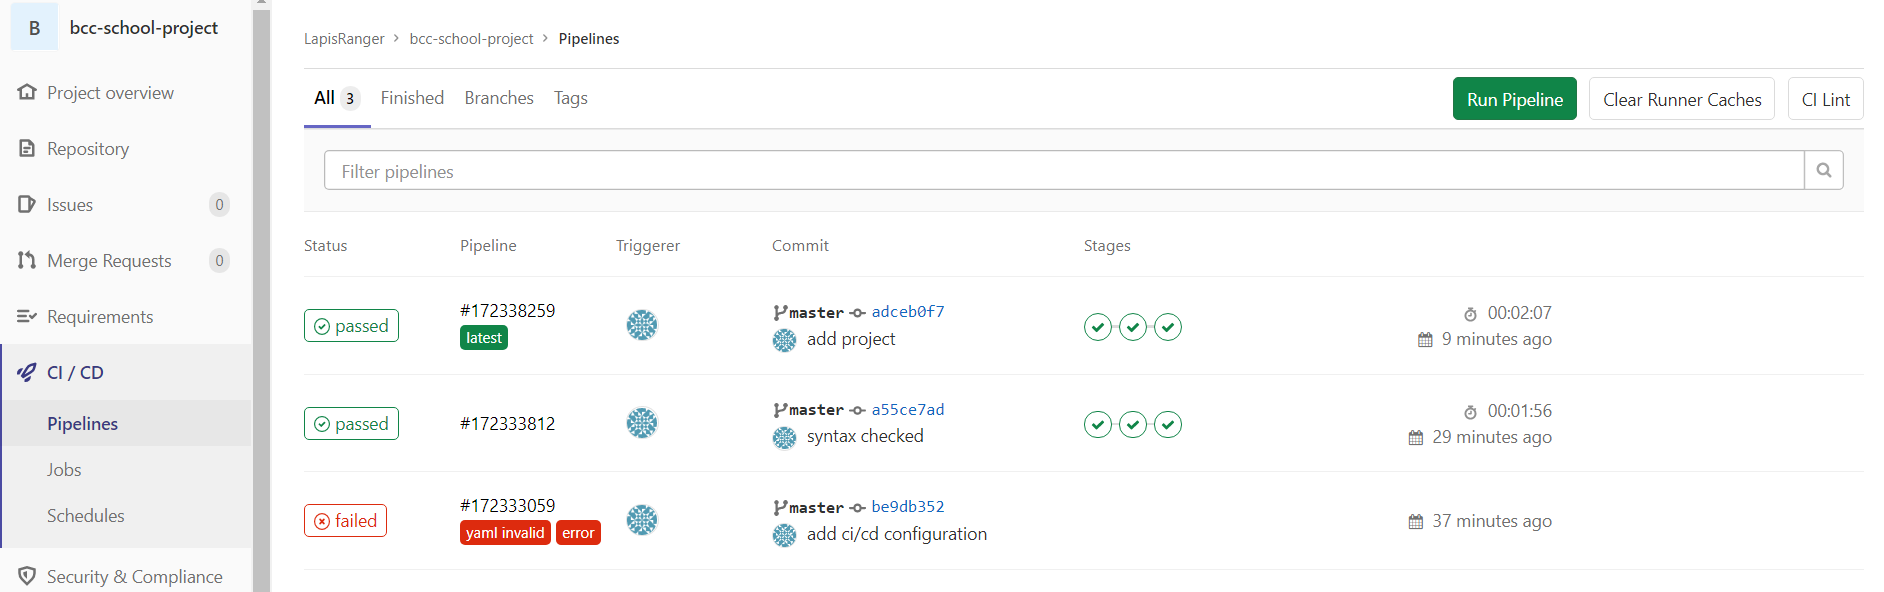 B bcc-school-project
Project overview
Repository
Issues 0
Merge Requests 0
Requirements
CI / CD
Pipelines
Jobs
Schedules
Security & Compliance
LapisRanger > bcc-school-project > Pipelines
All 3 Finished Branches Tags
Run Pipeline Clear Runner Caches CI Lint
Filter pipelines
Status Pipeline Triggerer Commit Stages
passed #172338259 latest master adceb0f7 00:02:07
add project 9 minutes ago
passed #172333812 master a55ce7ad 00:01:56
syntax checked 29 minutes ago
failed #172333059 master be9db352
yaml invalid error add ci/cd configuration 37 minutes ago